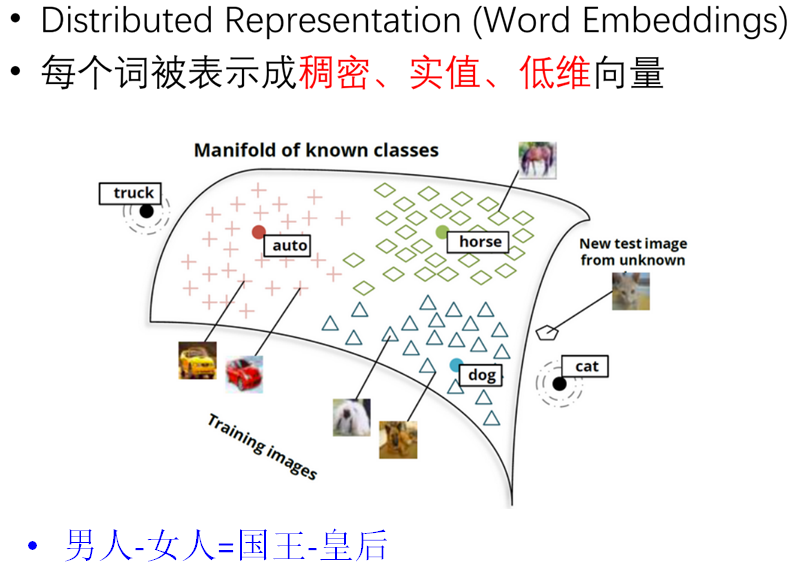 • Distributed Representation (Word Embeddings)
• 每个词被表示成稠密、实值、低维向量
Manifold of known classes
truck
auto
horse
New test image
from unknown
cat
dog
Training images
• 男人-女人=国王-皇后